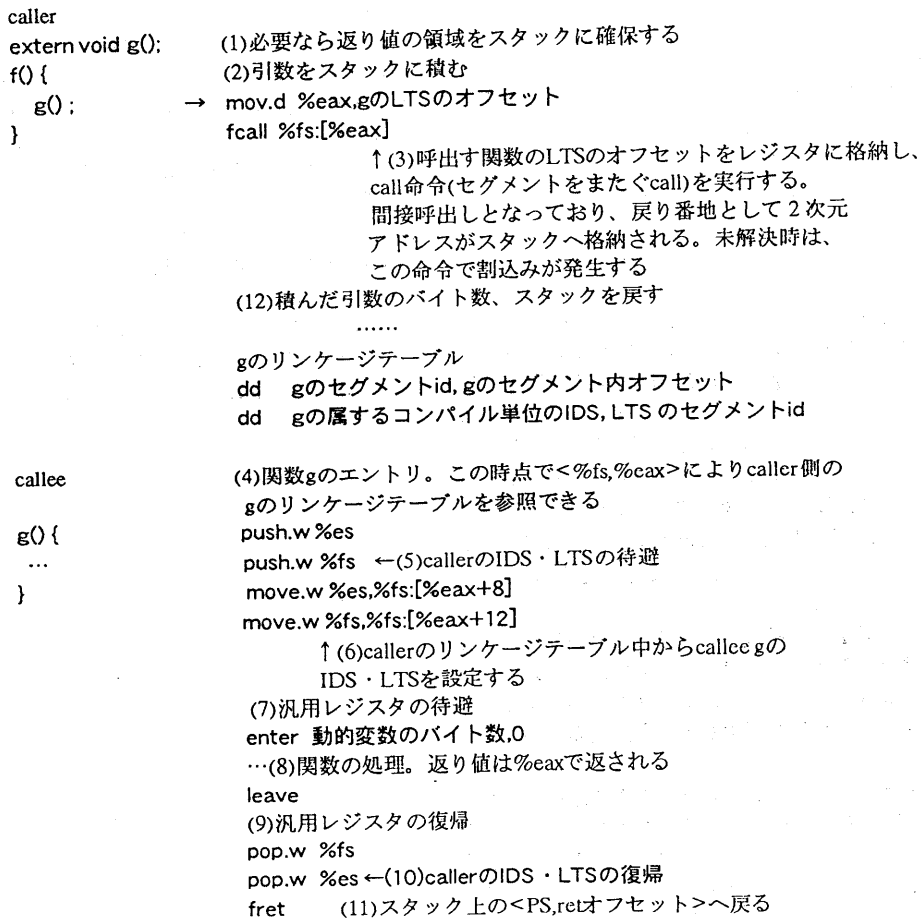 caller
extern void g();　(1)必要なら返り値の領域をスタックに確保する
f() {　(2)引数をスタックに積む
g() ;　→　mov.d %eax,gのLTSのオフセット
}　fcall %fs:[%eax]
↑(3)呼出す関数のLTSのオフセットをレジスタに格納し、
call命令(セグメントをまたぐcall)を実行する。
間接呼出しとなっており、戻り番地として2次元
アドレスがスタックへ格納される。未解決時は、
この命令で割込みが発生する
(12)積んだ引数のバイト数、スタックを戻す
……
gのリンケージテーブル
dd　gのセグメントid,gのセグメント内オフセット
dd　gの属するコンパイル単位のIDS, LTS のセグメントid
callee　(4)関数gのエントリ。この時点で<%fs,%eax>によりcaller側の
gのリンケージテーブルを参照できる
g() {　push.w %es
…　push.w %fs ←(5)callerのIDS・LTSの待避
}　move.w %es,%fs:[%eax+8]
move.w %fs,%fs:[%eax+12]
↑(6)callerのリンケージテーブル中からcallee gの
IDS・LTSを設定する
(7)汎用レジスタの待避
enter 動的変数のバイト数,0
…(8)関数の処理。返り値は%eaxで返される
leave
(9)汎用レジスタの復帰
pop.w %fs
pop.w %es←(10)callerのIDS・LTSの復帰
fret　(11)スタック上の<PS,retオフセット>へ戻る